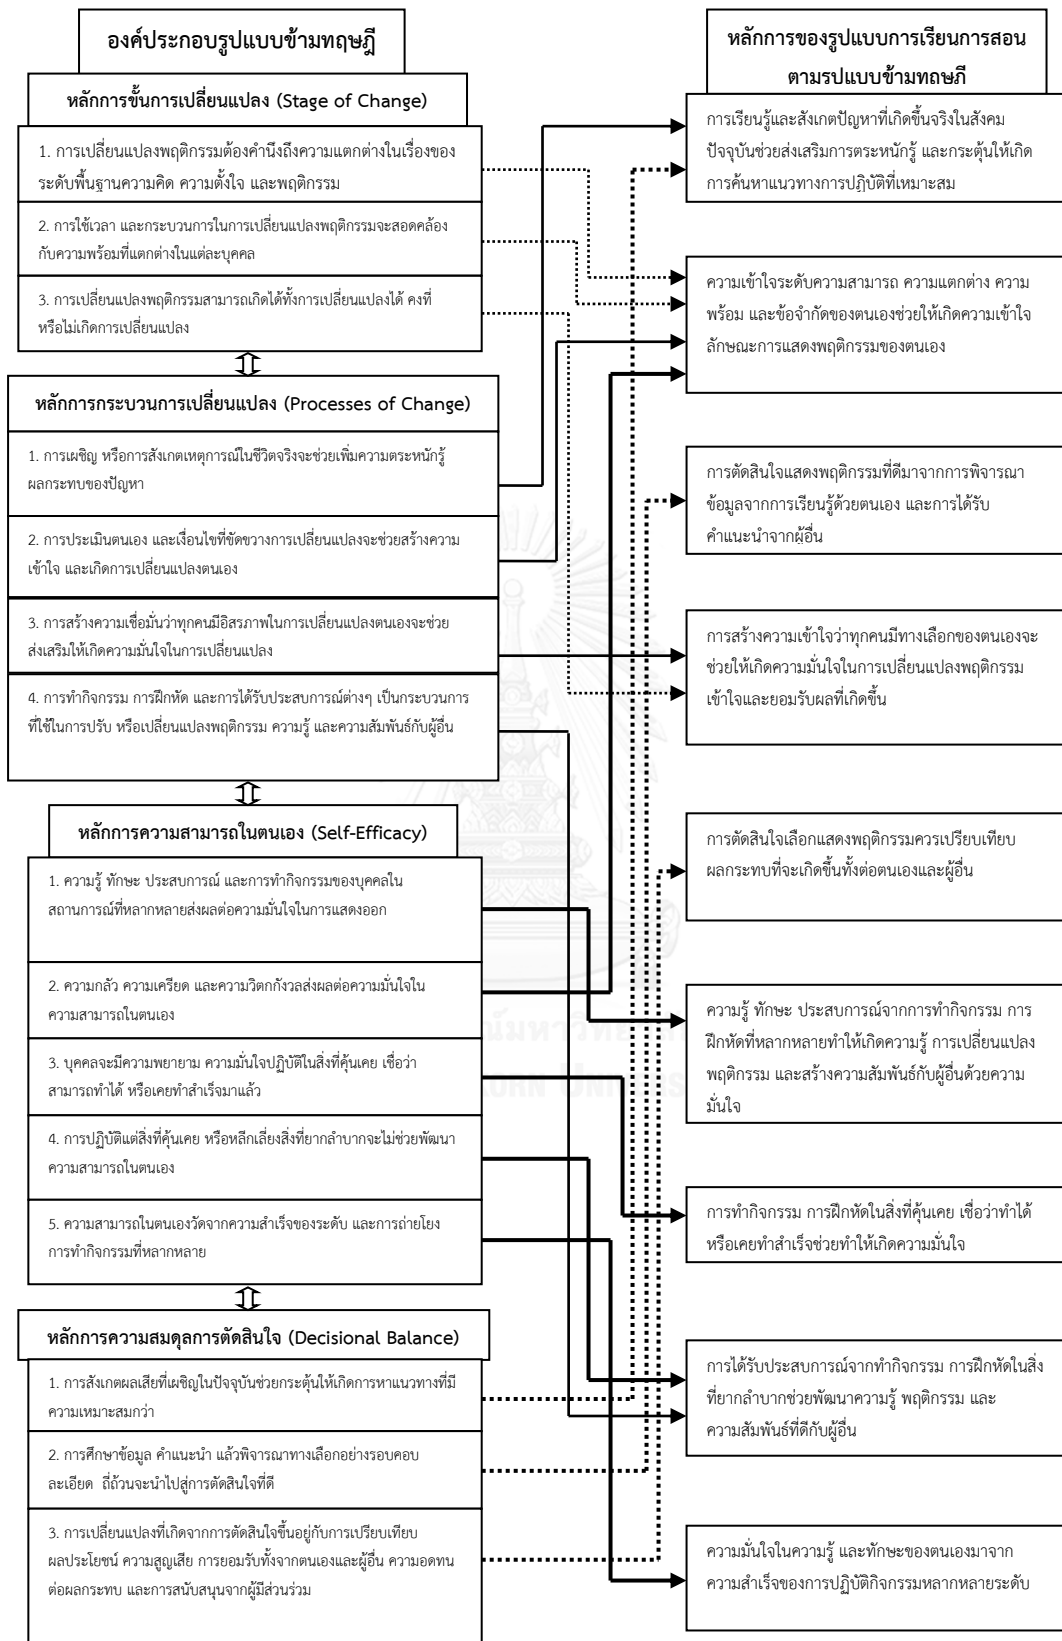 องค์ประกอบรูปแบบข้ามทฤษฎี
หลักการขั้นการเปลี่ยนแปลง (Stage of Change)
1. การเปลี่ยนแปลงพฤติกรรมต้องคำนึงถึงความแตกต่างในเรื่องของ
ระดับพื้นฐานความคิด ความตั้งใจ และพฤติกรรม
2. การใช้เวลา และกระบวนการในการเปลี่ยนแปลงพฤติกรรมจะสอดคล้อง
กับความพร้อมที่แตกต่างในแต่ละบุคคล
3. การเปลี่ยนแปลงพฤติกรรมสามารถเกิดได้ทั้งการเปลี่ยนแปลงได้ คงที่
หรือไม่เกิดการเปลี่ยนแปลง
หลักการกระบวนการเปลี่ยนแปลง (Processes of Change)
1. การเผชิญ หรือการสังเกตเหตุการณ์ในชีวิตจริงจะช่วยเพิ่มความตระหนักรู้
ผลกระทบของปัญหา
2. การประเมินตนเอง และเงื่อนไขที่ขัดขวางการเปลี่ยนแปลงจะช่วยสร้างความ
เข้าใจ และเกิดการเปลี่ยนแปลงตนเอง
3. การสร้างความเชื่อมั่นว่าทุกคนมีอิสรภาพในการเปลี่ยนแปลงตนเองจะช่วย
ส่งเสริมให้เกิดความมั่นใจในการเปลี่ยนแปลง
4. การทำกิจกรรม การฝึกหัด และการได้รับประสบการณ์ต่างๆ เป็นกระบวนการ
ที่ใช้ในการปรับ หรือเปลี่ยนแปลงพฤติกรรม ความรู้ และความสัมพันธ์กับผู้อื่น
หลักการความสามารถในตนเอง (Self-Efficacy)
1. ความรู้ ทักษะ ประสบการณ์ และการทำกิจกรรมของบุคคลใน
สถานการณ์ที่หลากหลายส่งผลต่อความมั่นใจในการแสดงออก
2. ความกลัว ความเครียด และความวิตกกังวลส่งผลต่อความมั่นใจใน
ความสามารถในตนเอง
3. บุคคลจะมีความพยายาม ความมั่นใจปฏิบัติในสิ่งที่คุ้นเคย เชื่อว่า
สามารถทำได้ หรือเคยทำสำเร็จมาแล้ว
4. การปฏิบัติแต่สิ่งที่คุ้นเคย หรือหลีกเลี่ยงสิ่งที่ยากลำบากจะไม่ช่วยพัฒนา
ความสามารถในตนเอง
5. ความสามารถในตนเองวัดจากความสำเร็จของระดับ และการถ่ายโยง
การทำกิจกรรมที่หลากหลาย
หลักการความสมดุลการตัดสินใจ (Decisional Balance)
1. การสังเกตผลเสียที่เผชิญในปัจจุบันช่วยกระตุ้นให้เกิดการหาแนวทางที่มี
ความเหมาะสมกว่า
2. การศึกษาข้อมูล คำแนะนำ แล้วพิจารณาทางเลือกอย่างรอบคอบ
ละเอียด ถี่ถ้วนจะนำไปสู่การตัดสินใจที่ดี
3. การเปลี่ยนแปลงที่เกิดจากการตัดสินใจขึ้นอยู่กับการเปรียบเทียบ
ผลประโยชน์ ความสูญเสีย การยอมรับทั้งจากตนเองและผู้อื่น ความอดทน
ต่อผลกระทบ และการสนับสนุนจากผู้มีส่วนร่วม
หลักการของรูปแบบการเรียนการสอน
ตามรูปแบบข้ามทฤษฎี
การเรียนรู้และสังเกตปัญหาที่เกิดขึ้นจริงในสังคม
ปัจจุบันช่วยส่งเสริมการตระหนักรู้ และกระตุ้นให้เกิด
การค้นหาแนวทางการปฏิบัติที่เหมาะสม
ความเข้าใจระดับความสามารถ ความแตกต่าง ความ
พร้อม และข้อจำกัดของตนเองช่วยให้เกิดความเข้าใจ
ลักษณะการแสดงพฤติกรรมของตนเอง
การตัดสินใจแสดงพฤติกรรมที่ดีมาจากการพิจารณา
ข้อมูลจากการเรียนรู้ด้วยตนเอง และการได้รับ
คำแนะนำจากผู้อื่น
การสร้างความเข้าใจว่าทุกคนมีทางเลือกของตนเองจะ
ช่วยให้เกิดความมั่นใจในการเปลี่ยนแปลงพฤติกรรม
เข้าใจและยอมรับผลที่เกิดขึ้น
การตัดสินใจเลือกแสดงพฤติกรรมควรเปรียบเทียบ
ผลกระทบที่จะเกิดขึ้นทั้งต่อตนเองและผู้อื่น
ความรู้ ทักษะ ประสบการณ์จากการทำกิจกรรม การ
ฝึกหัดที่หลากหลายทำให้เกิดความรู้ การเปลี่ยนแปลง
พฤติกรรม และสร้างความสัมพันธ์กับผู้อื่นด้วยความ
มั่นใจ
การทำกิจกรรม การฝึกหัดในสิ่งที่คุ้นเคย เชื่อว่าทำได้
หรือเคยทำสำเร็จช่วยทำให้เกิดความมั่นใจ
การได้รับประสบการณ์จากทำกิจกรรม การฝึกหัดในสิ่ง
ที่ยากลำบากช่วยพัฒนาความรู้ พฤติกรรม และ
ความสัมพันธ์ที่ดีกับผู้อื่น
ความมั่นใจในความรู้ และทักษะของตนเองมาจาก
ความสำเร็จของการปฏิบัติกิจกรรมหลากหลายระดับ